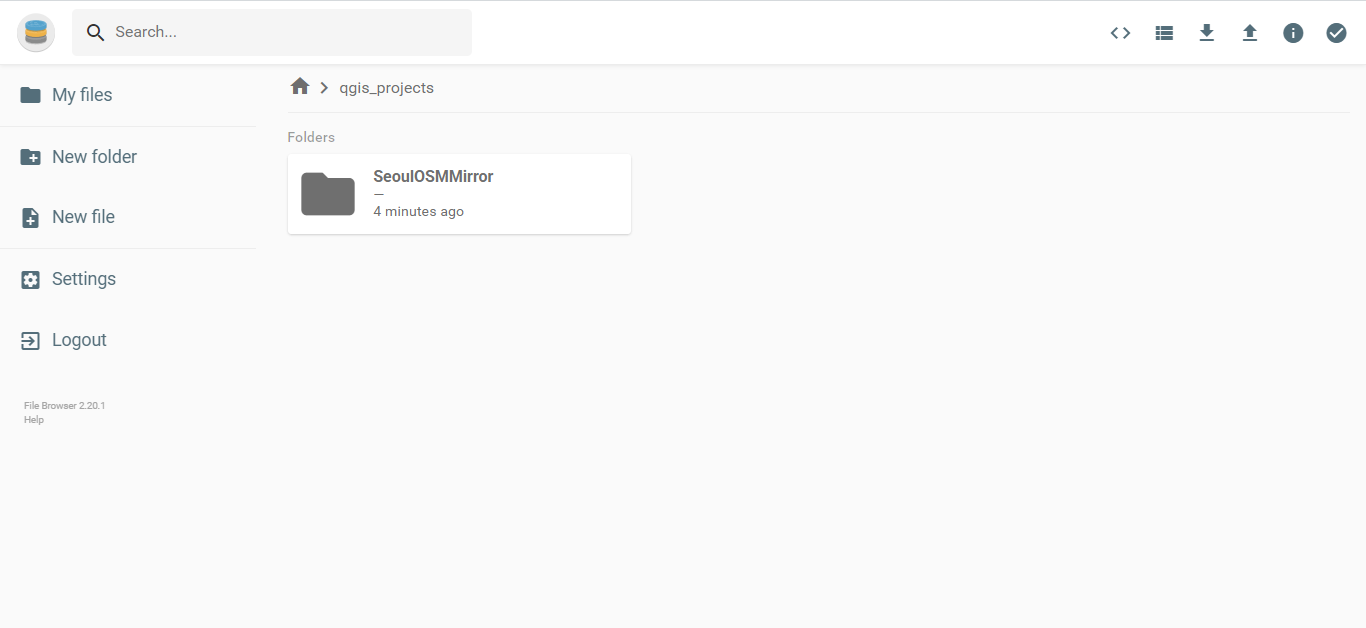 Search...
My files
New folder
New file
Settings
Logout
File Browser 2.20.1
Help
qgis_projects
Folders
SeoulOSMMirror
—
4 minutes ago